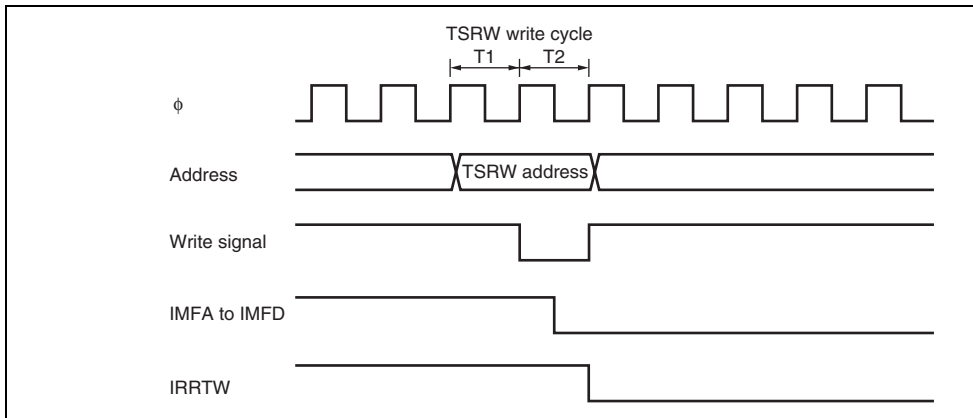 TSRW write cycle
T1 T2
ϕ
Address
TSRW address
Write signal
IMFA to IMFD
IRRTW